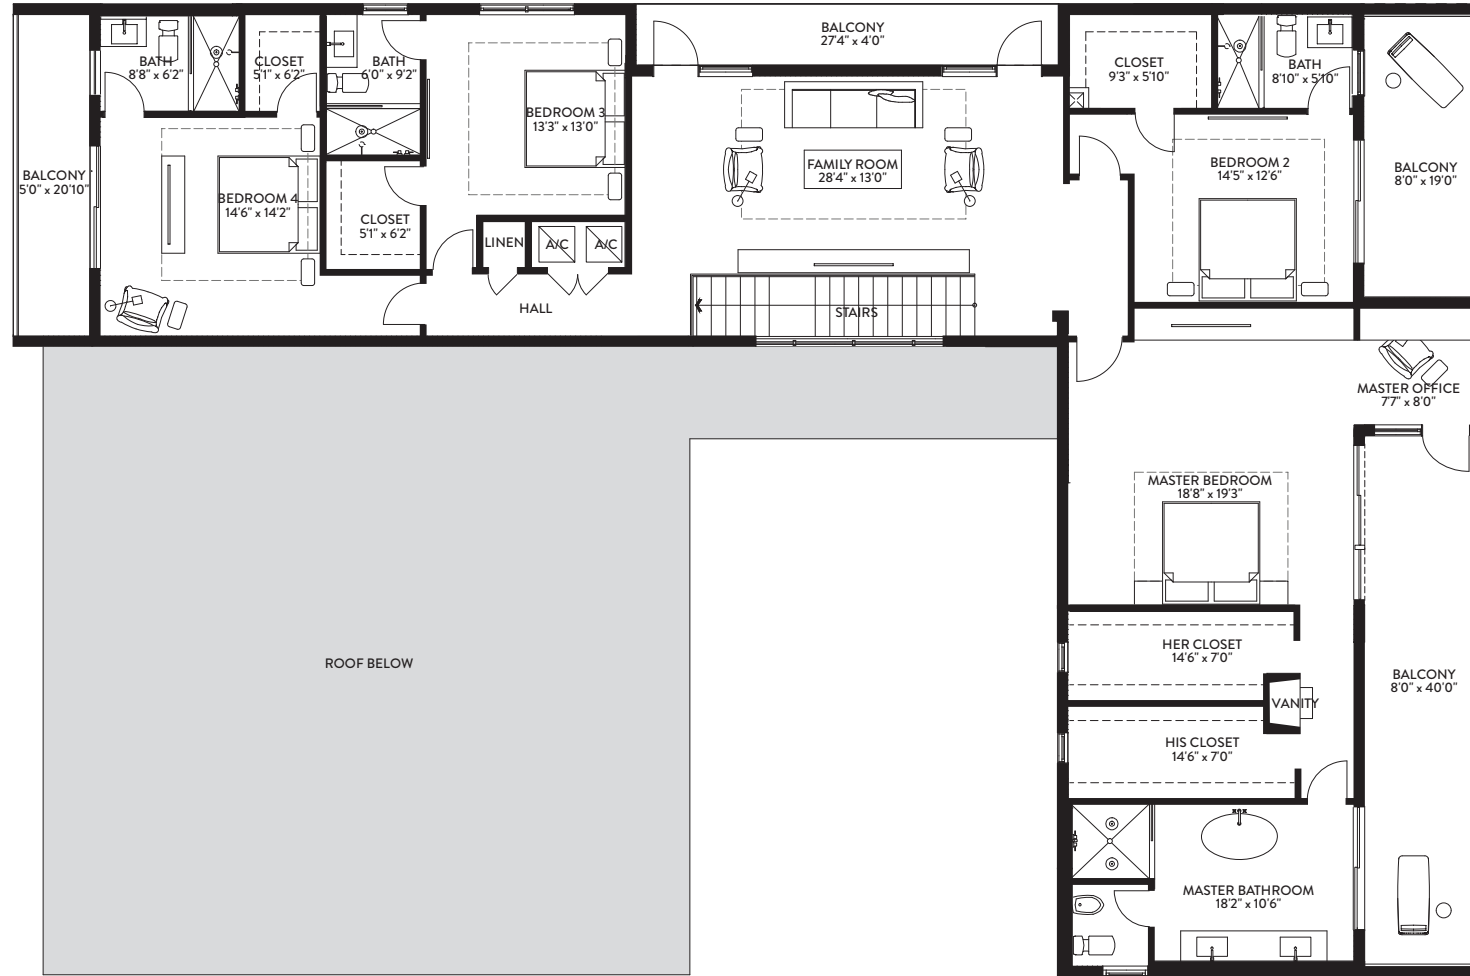 BALCONY
27'4" x 4'0"
BATH
8'8" x 6'2"
CLOSET
5'1" x 6'2"
BATH
6'0" x 9'2"
BEDROOM 3
13'3" x 13'0"
CLOSET
9'3" x 5'10"
BATH
8'10" x 5'10"
BALCONY
5'0" x 20'10"
BEDROOM 4
14'6" x 14'2"
CLOSET
5'1" x 6'2"
FAMILY ROOM
28'4" x 13'0"
BEDROOM 2
14'5" x 12'6"
BALCONY
8'0" x 19'0"
LINEN
A/C
A/C
HALL
STAIRS
MASTER OFFICE
7'7" x 8'0"
MASTER BEDROOM
18'8" x 19'3"
ROOF BELOW
HER CLOSET
14'6" x 7'0"
BALCONY
8'0" x 40'0"
VANITY
HIS CLOSET
14'6" x 7'0"
MASTER BATHROOM
18'2" x 10'6"